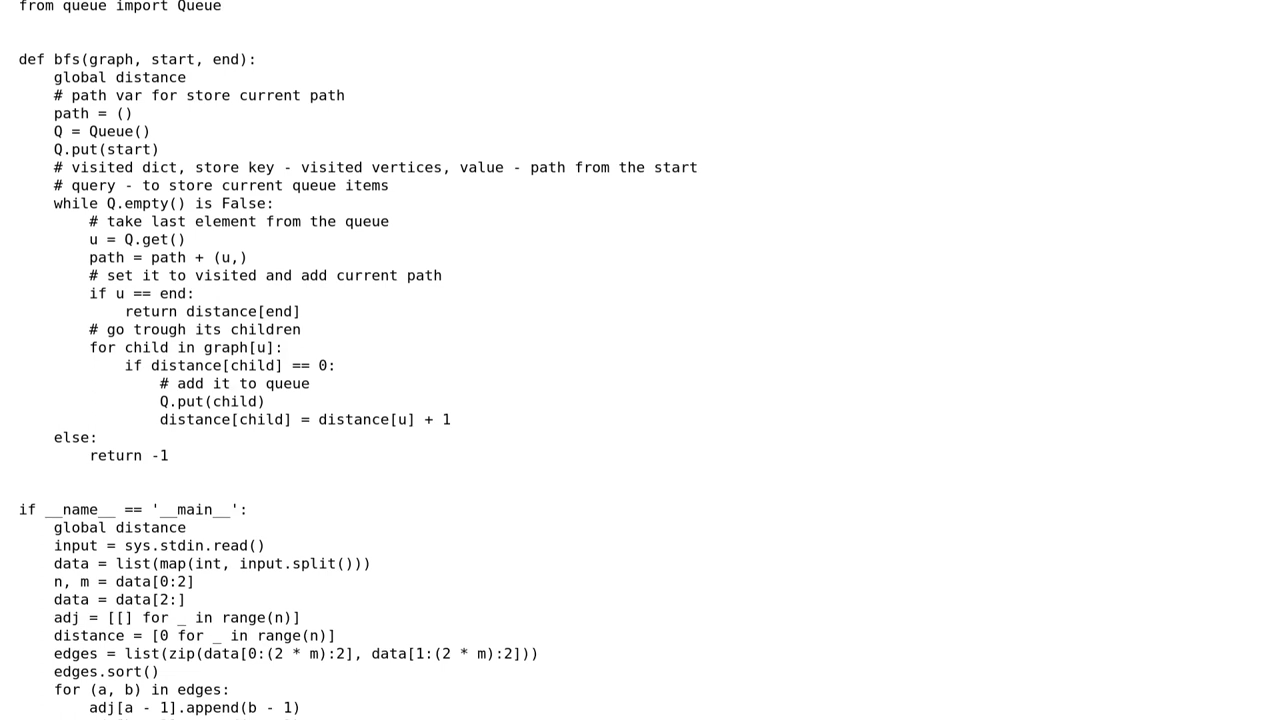 from queue import Queue
def bfs(graph, start, end):
    global distance
    # path var for store current path
    path = ()
    Q = Queue()
    Q.put(start)
    # visited dict, store key - visited vertices, value - path from the start
    # query - to store current queue items
    while Q.empty() is False:
        # take last element from the queue
        u = Q.get()
        path = path + (u,)
        # set it to visited and add current path
        if u == end:
            return distance[end]
        # go trough its children
        for child in graph[u]:
            if distance[child] == 0:
                # add it to queue
                Q.put(child)
                distance[child] = distance[u] + 1
    else:
        return -1
if __name__ == '__main__':
    global distance
    input = sys.stdin.read()
    data = list(map(int, input.split()))
    n, m = data[0:2]
    data = data[2:]
    adj = [[] for _ in range(n)]
    distance = [0 for _ in range(n)]
    edges = list(zip(data[0:(2 * m):2], data[1:(2 * m):2]))
    edges.sort()
    for (a, b) in edges:
        adj[a - 1].append(b - 1)